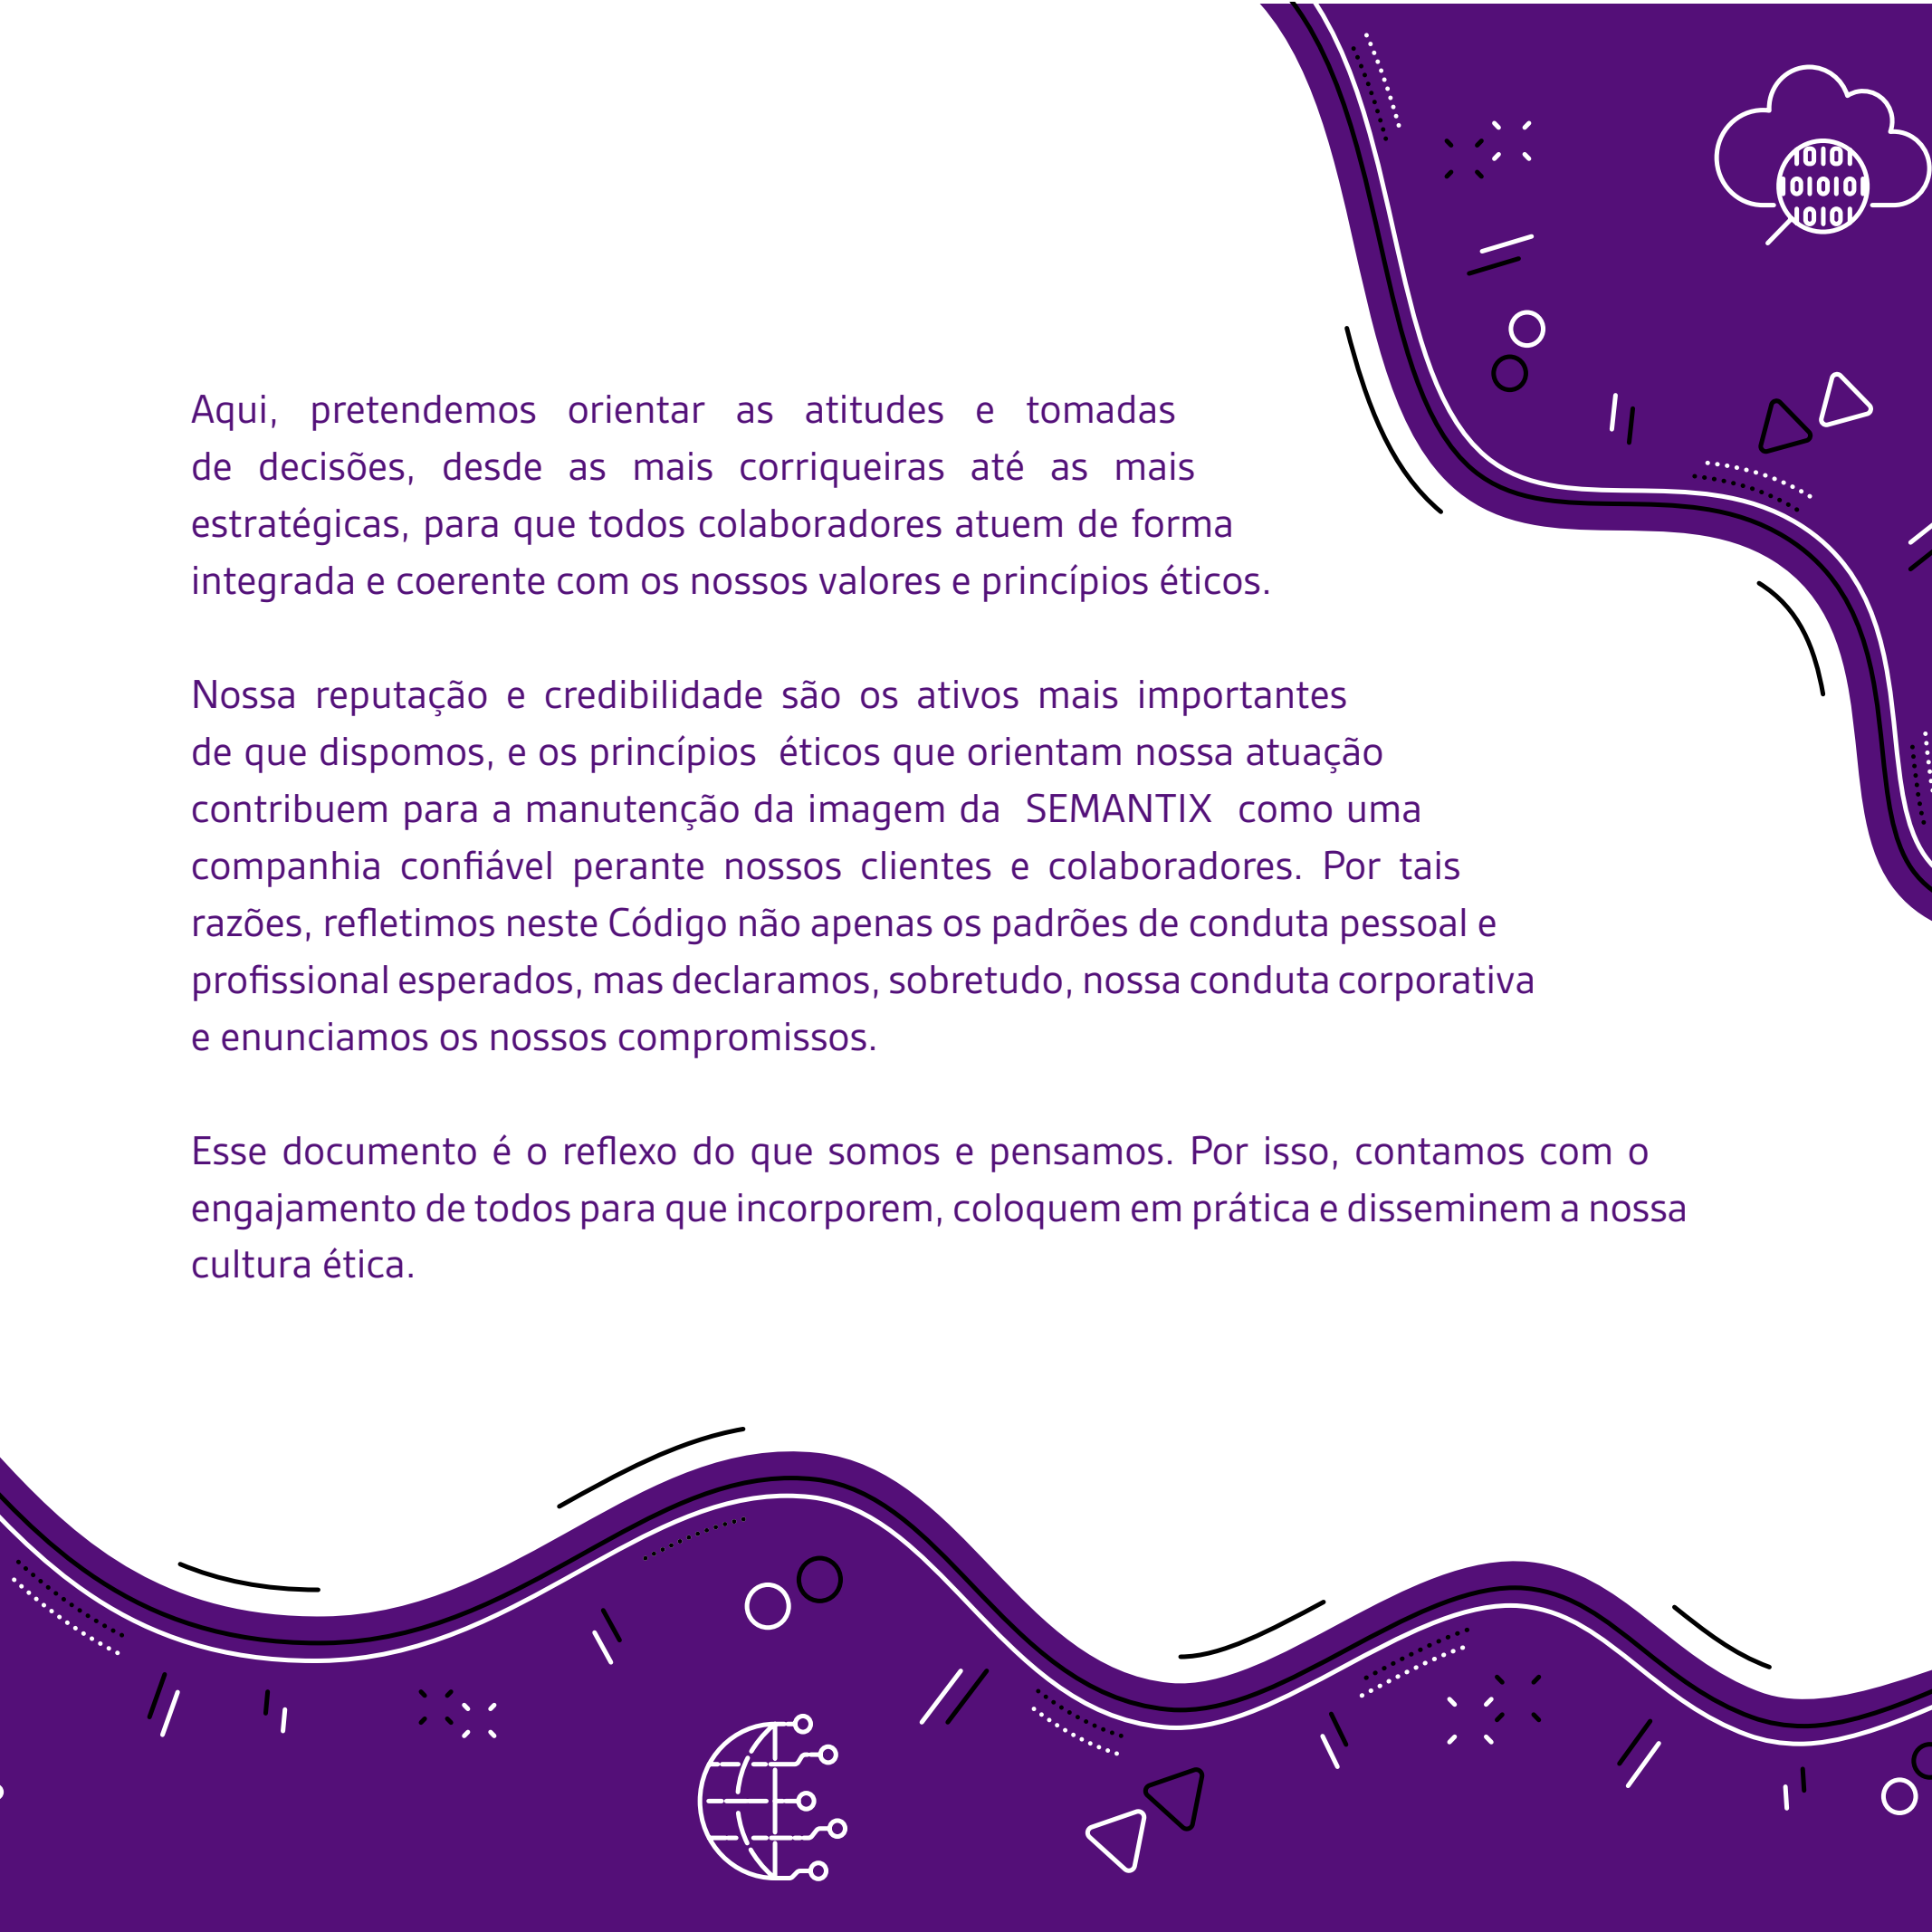 10101
1010101
10101
Aqui, pretendemos orientar as atitudes e tomadas
de decisões, desde as mais corriqueiras até as mais
estratégicas, para que todos colaboradores atuem de forma
integrada e coerente com os nossos valores e princípios éticos.
Nossa reputação e credibilidade são os ativos mais importantes
de que dispomos, e os princípios éticos que orientam nossa atuação
contribuem para a manutenção da imagem da SEMANTIX como uma
companhia confiável perante nossos clientes e colaboradores. Por tais
razões, refletimos neste Código não apenas os padrões de conduta pessoal e
profissional esperados, mas declaramos, sobretudo, nossa conduta corporativa
e enunciamos os nossos compromissos.
Esse documento é o reflexo do que somos e pensamos. Por isso, contamos com o
engajamento de todos para que incorporem, coloquem em prática e disseminem a nossa
cultura ética.